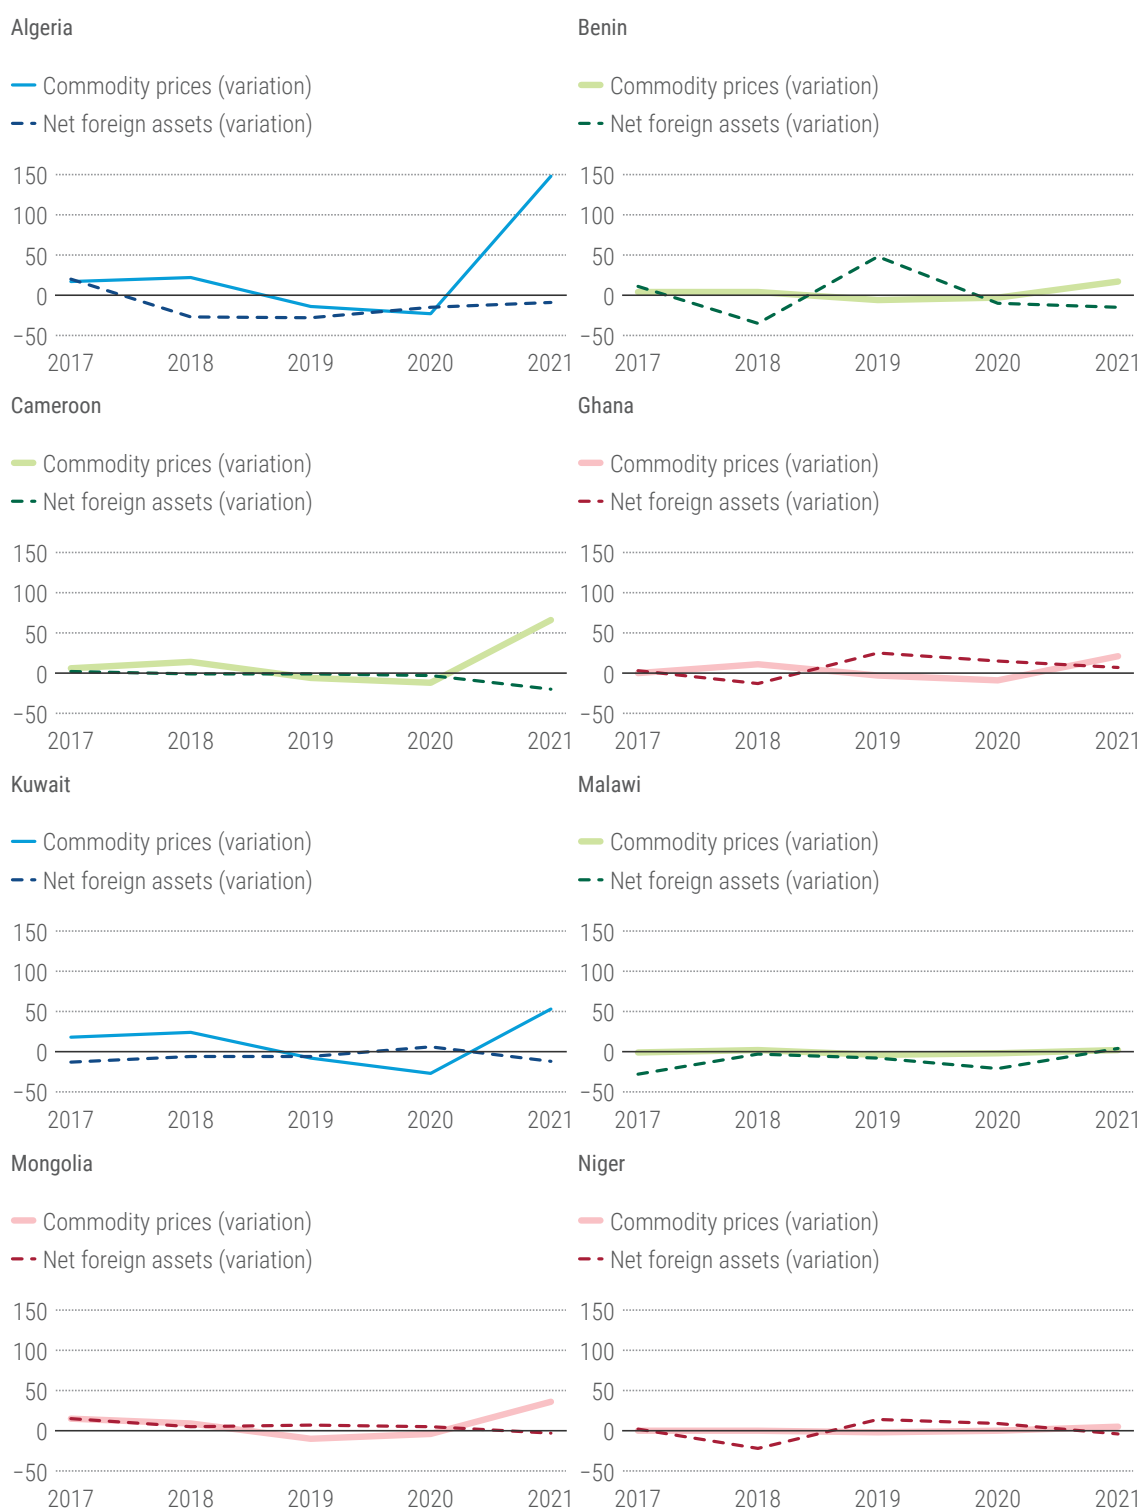 Algeria
Commodity prices (variation)
Net foreign assets (variation)
150
100
50
0
−50
2017 2018 2019 2020 2021
Benin
Commodity prices (variation)
Net foreign assets (variation)
150
100
50
0
−50
2017 2018 2019 2020 2021
Cameroon
Commodity prices (variation)
Net foreign assets (variation)
150
100
50
0
−50
2017 2018 2019 2020 2021
Ghana
Commodity prices (variation)
Net foreign assets (variation)
150
100
50
0
−50
2017 2018 2019 2020 2021
Kuwait
Commodity prices (variation)
Net foreign assets (variation)
150
100
50
0
−50
2017 2018 2019 2020 2021
Malawi
Commodity prices (variation)
Net foreign assets (variation)
150
100
50
0
−50
2017 2018 2019 2020 2021
Mongolia
Commodity prices (variation)
Net foreign assets (variation)
150
100
50
0
−50
2017 2018 2019 2020 2021
Niger
Commodity prices (variation)
Net foreign assets (variation)
150
100
50
0
−50
2017 2018 2019 2020 2021